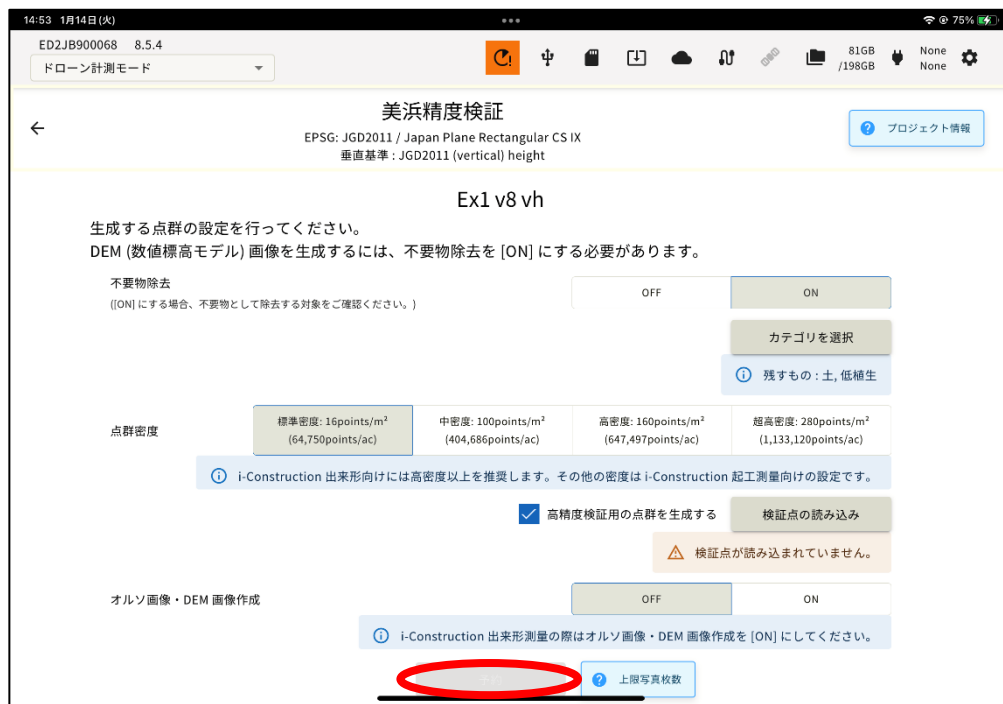 14:53 1月14日(火)
75%
ED2JB900068 8.5.4
ドローン計測モード
81GB
/198GB
None
None
美浜精度検証
EPSG: JGD2011 / Japan Plane Rectangular CS IX
垂直基準 : JGD2011 (vertical) height
プロジェクト情報
Ex1 v8 vh
生成する点群の設定を行ってください。
DEM (数値標高モデル) 画像を生成するには、不要物除去を [ON] にする必要があります。
不要物除去
([ON] にする場合、不要物として除去する対象をご確認ください。)
OFF
ON
カテゴリを選択
残すもの : 土, 低植生
点群密度
標準密度: 16points/m²
(64,750points/ac)
中密度: 100points/m²
(404,686points/ac)
高密度: 160points/m²
(647,497points/ac)
超高密度: 280points/m²
(1,133,120points/ac)
i-Construction 出来形向けには高密度以上を推奨します。その他の密度は i-Construction 起工測量向けの設定です。
高精度検証用の点群を生成する
検証点の読み込み
検証点が読み込まれていません。
オルソ画像・DEM 画像作成
OFF
ON
i-Construction 出来形測量の際はオルソ画像・DEM 画像作成を [ON] にしてください。
予約
上限写真枚数